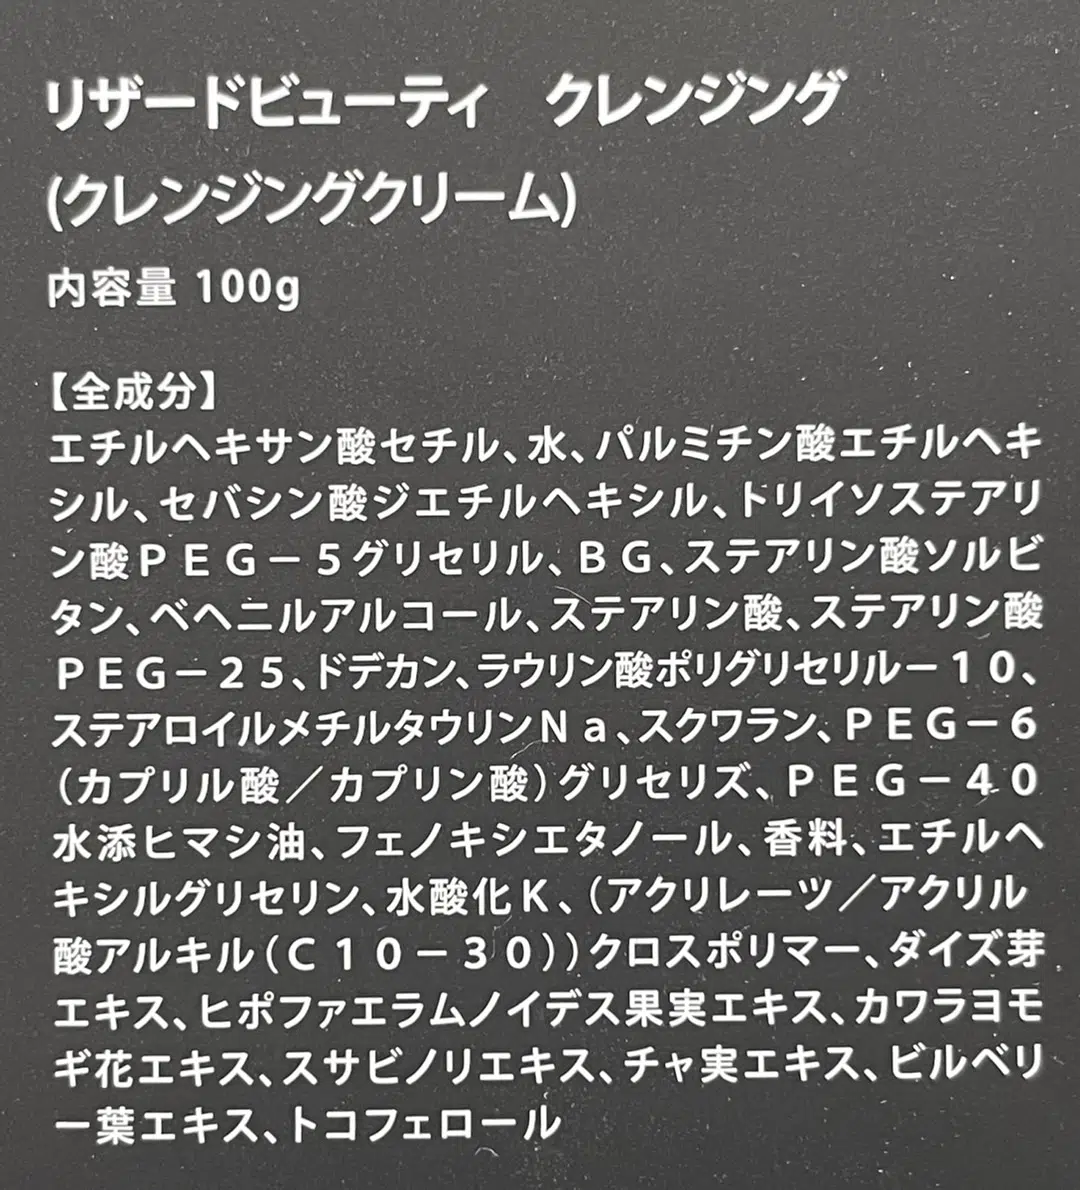 リザードビューティ　クレンジング
(クレンジングクリーム)
内容量 100g
【全成分】
エチルヘキサン酸セチル、水、パルミチン酸エチルヘキ
シル、セバシン酸ジエチルヘキシル、トリイソステアリ
ン酸ＰＥＧ－５グリセリル、ＢＧ、ステアリン酸ソルビ
タン、ベヘニルアルコール、ステアリン酸、ステアリン酸
ＰＥＧ－２５、ドデカン、ラウリン酸ポリグリセリル－１０、
ステアロイルメチルタウリンＮａ、スクワラン、ＰＥＧ－６
（カプリル酸／カプリン酸）グリセリズ、ＰＥＧ－４０
水添ヒマシ油、フェノキシエタノール、香料、エチルヘ
キシルグリセリン、水酸化Ｋ、（アクリレーツ／アクリル
酸アルキル（Ｃ１０－３０））クロスポリマー、ダイズ芽
エキス、ヒポファエラムノイデス果実エキス、カワラヨモ
ギ花エキス、スサビノリエキス、チャ実エキス、ビルベリ
ー葉エキス、トコフェロール